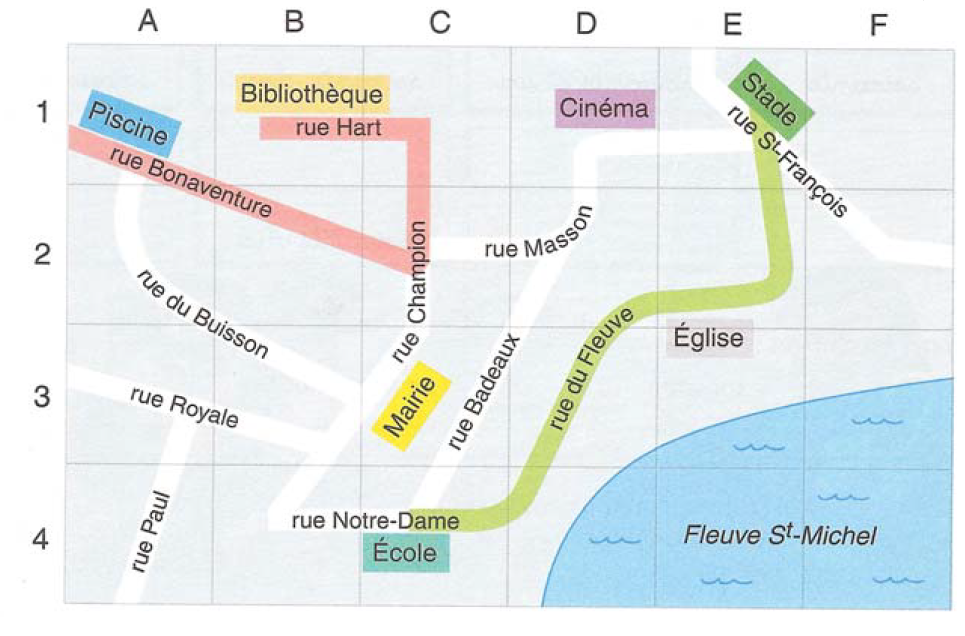 A B C D E F
1
Bibliothèque
Piscine
Cinéma
Stade
rue Hart
rue Bonaventure
rue St-François
2
rue Masson
rue Champion
rue du Buisson
3
rue du Fleuve
Église
rue Badeaux
Mairie
rue Royale
4
rue Paul
rue Notre-Dame
École
Fleuve St-Michel